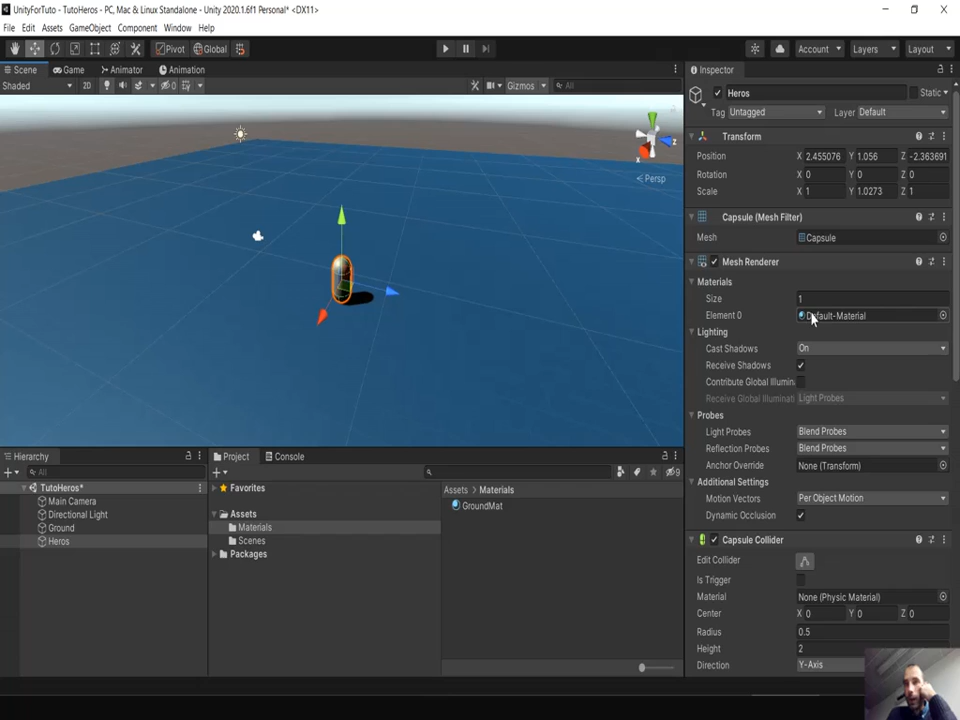 UnityForTuto - TutoHeros - PC, Mac & Linux Standalone - Unity 2020.1.6f1 Personal* <DX11>
File Edit Assets GameObject Component Window Help
Pivot Global Account Layers Layout
Scene Game Animator Animation
Shaded 2D 0 Gizmos All
z
x
Persp
Hierarchy
All
TutoHeros*
Main Camera
Directional Light
Ground
Heros
Project Console
9
Favorites
Assets
Materials
Scenes
Packages
Assets Materials
GroundMat
Inspector
Heros Static
Tag Untagged Layer Default
Transform
Position X 2.455076 Y 1.056 Z -2.363691
Rotation X 0 Y 0 Z 0
Scale X 1 Y 1.0273 Z 1
Capsule (Mesh Filter)
Mesh Capsule
Mesh Renderer
Materials
Size 1
Element 0 Default-Material
Lighting
Cast Shadows On
Receive Shadows
Contribute Global Illumin
Receive Global Illuminati Light Probes
Probes
Light Probes Blend Probes
Reflection Probes Blend Probes
Anchor Override None (Transform)
Additional Settings
Motion Vectors Per Object Motion
Dynamic Occlusion
Capsule Collider
Edit Collider
Is Trigger
Material None (Physic Material)
Center X 0 Y 0 Z 0
Radius 0.5
Height 2
Direction Y-Axis